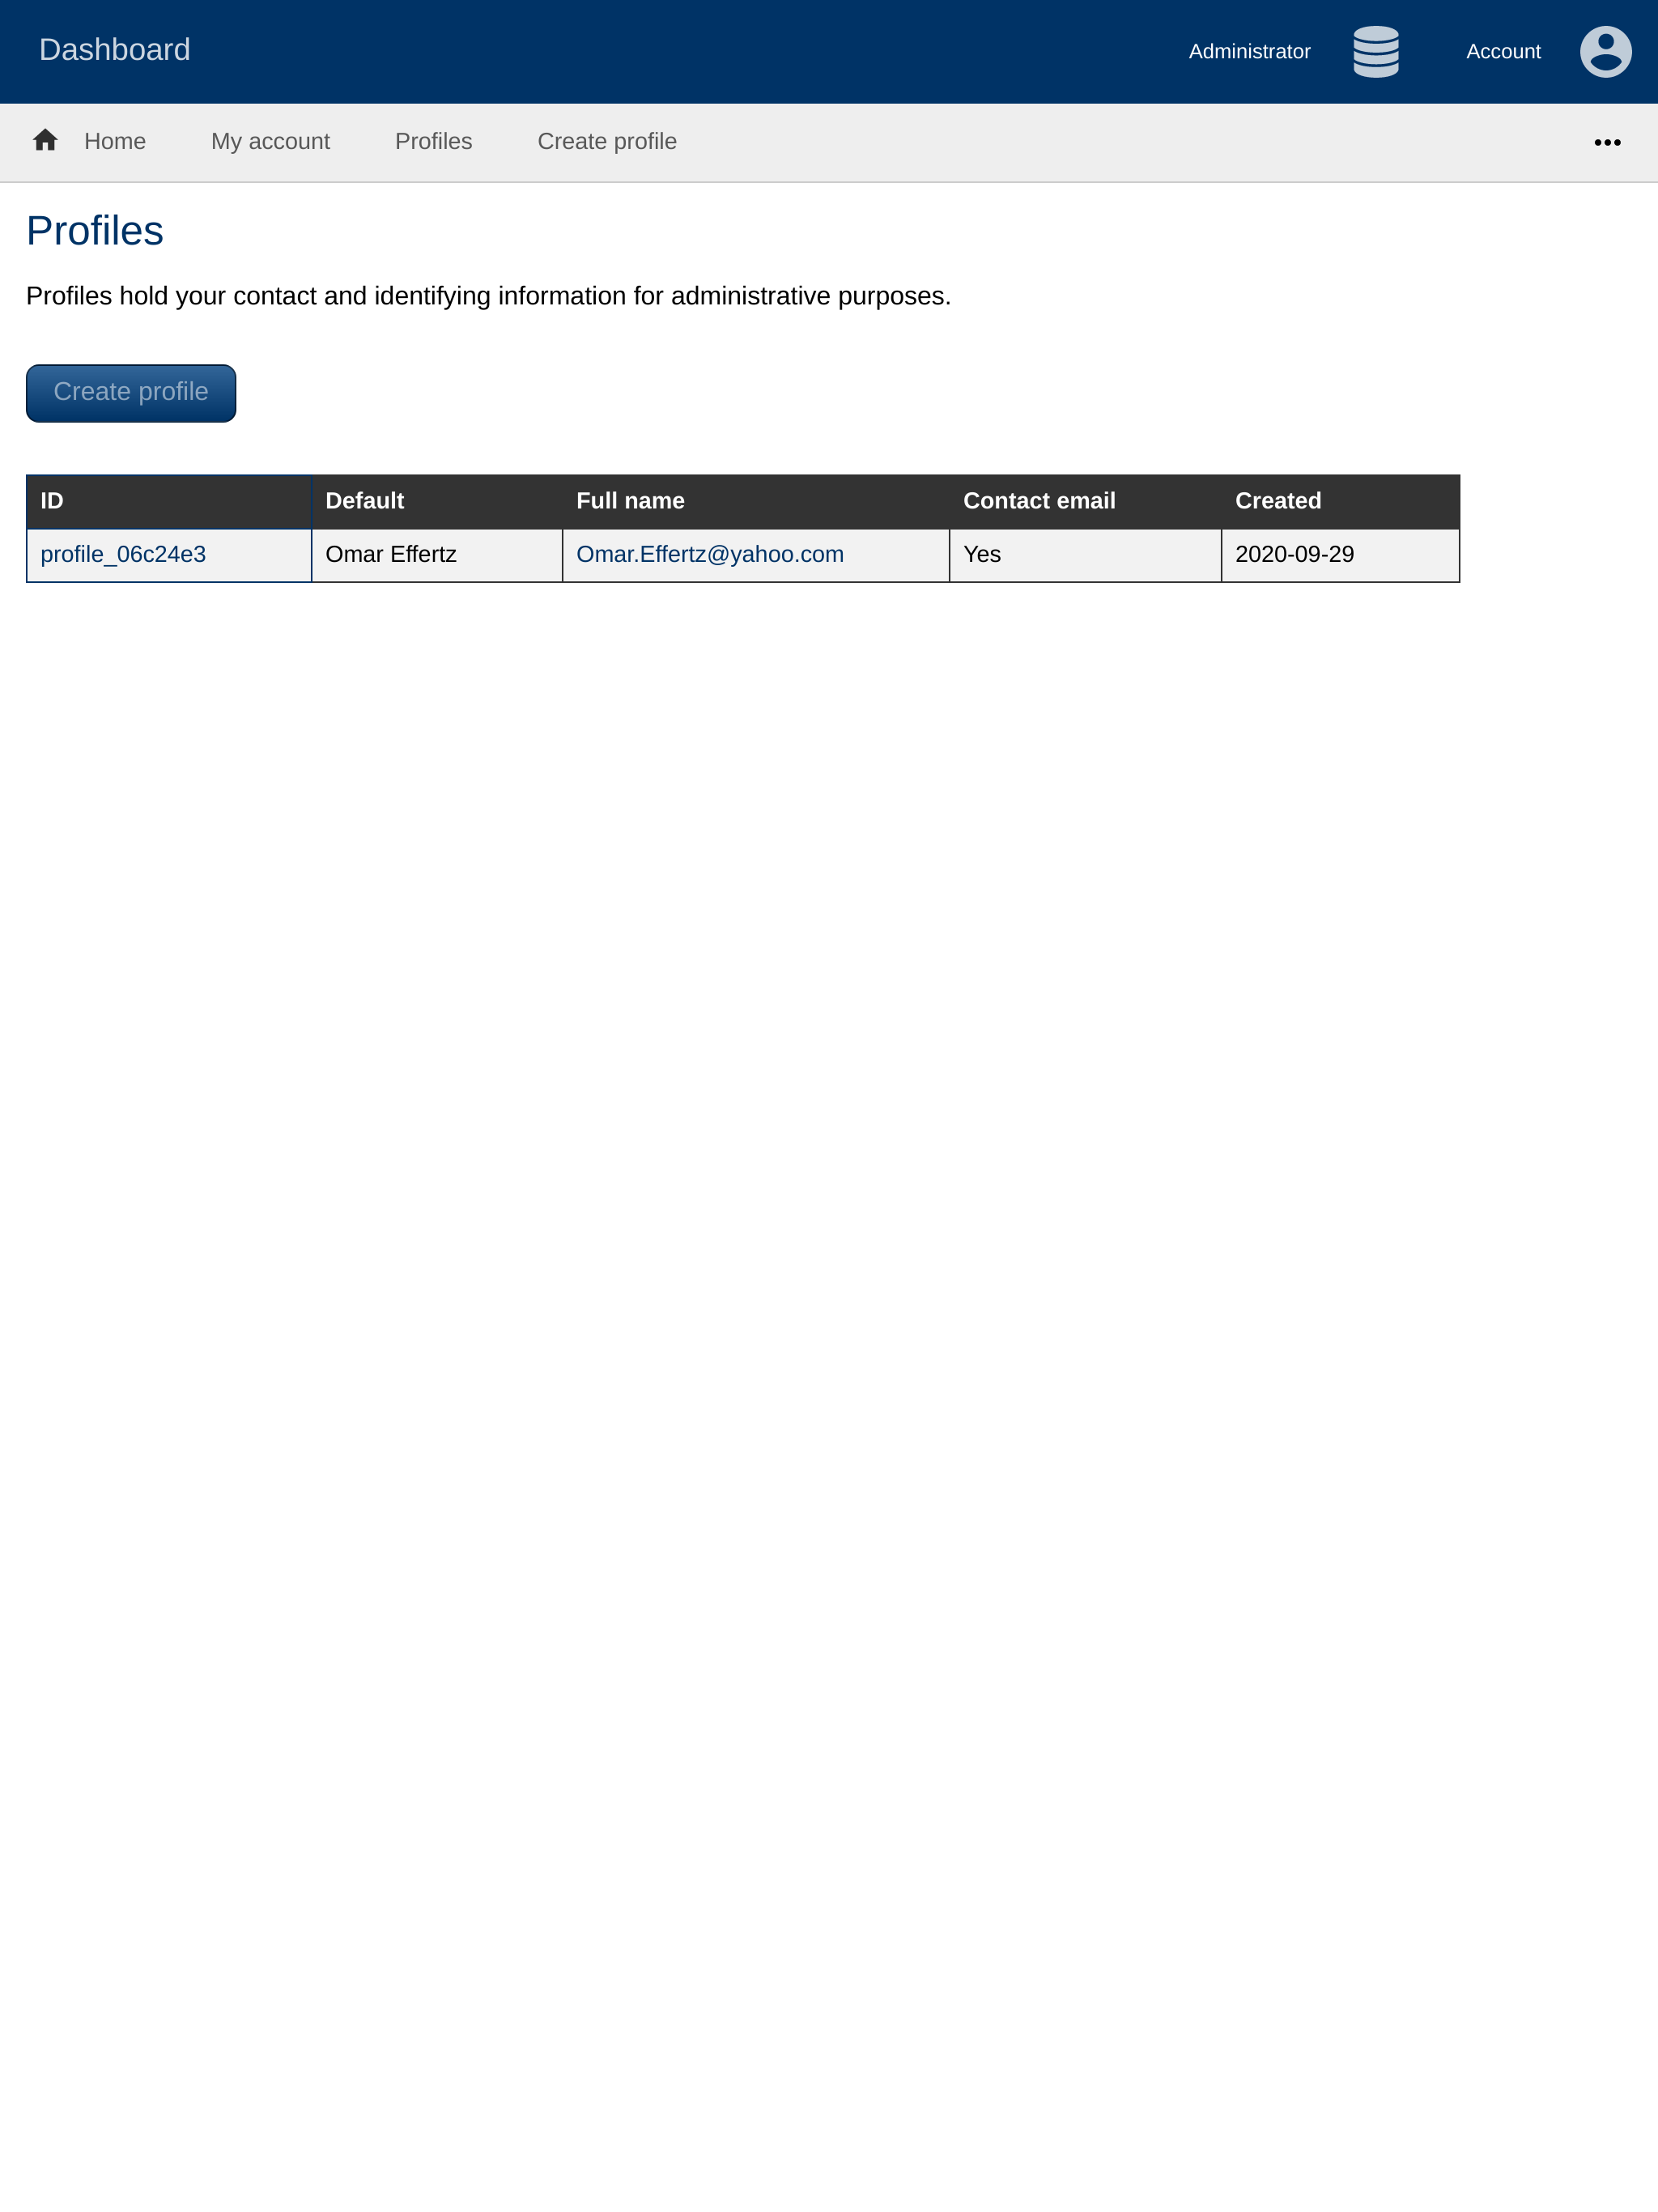 Dashboard Administrator Account
Home My account Profiles Create profile
Profiles
Profiles hold your contact and identifying information for administrative purposes.
Create profile
ID Default Full name Contact email Created
profile_06c24e3 Omar Effertz Omar.Effertz@yahoo.com Yes 2020-09-29